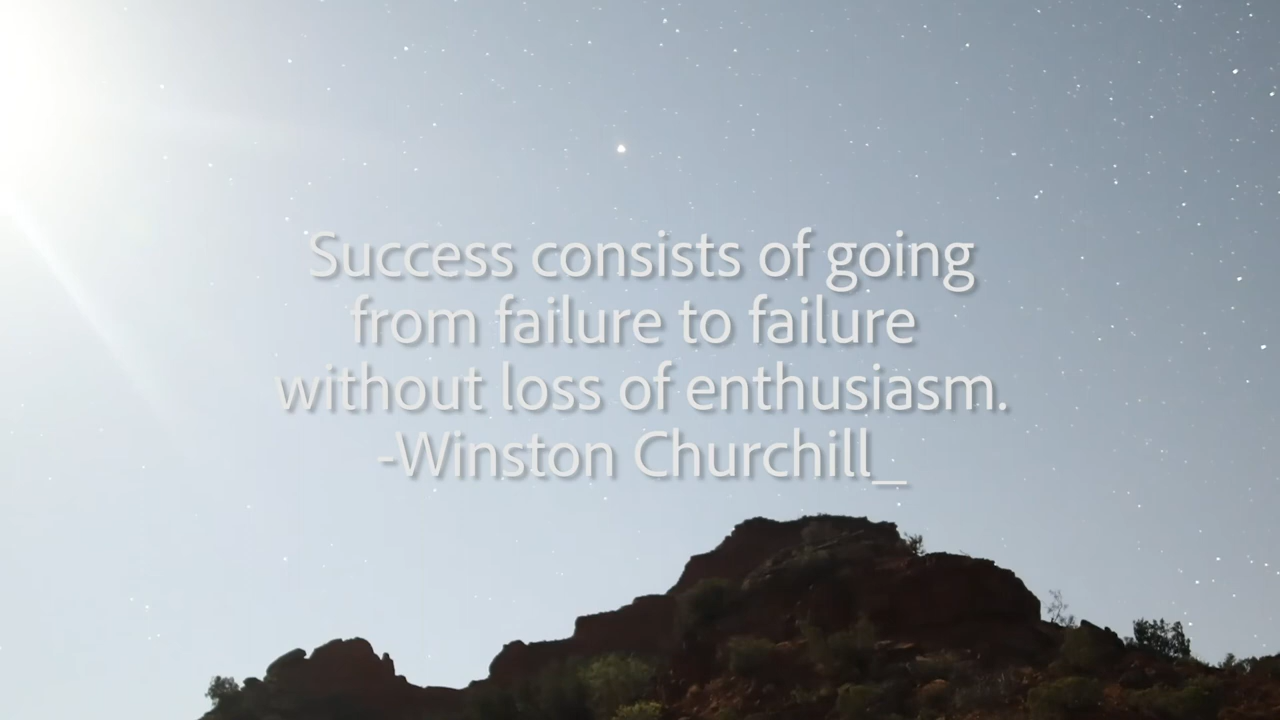 Success consists of going
from failure to failure
without loss of enthusiasm.
-Winston Churchill_